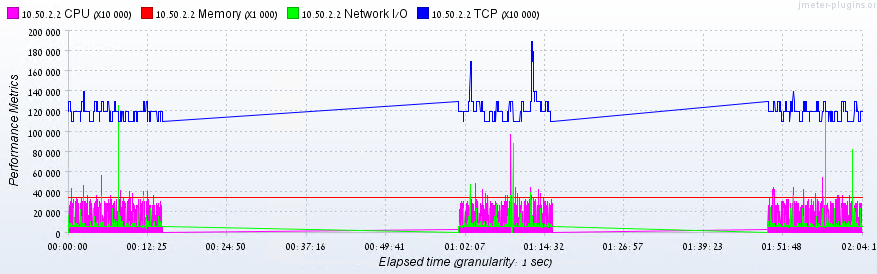 jmeter-plugins.or
10.50.2.2 CPU (X10 000) 10.50.2.2 Memory (X1 000) 10.50.2.2 Network I/O 10.50.2.2 TCP (X10 000)
200 000
180 000
160 000
140 000
120 000
100 000
80 000
60 000
40 000
20 000
0
Performance Metrics
00:00:00 00:12:25 00:24:50 00:37:16 00:49:41 01:02:07 01:14:32 01:26:57 01:39:23 01:51:48 02:04:1
Elapsed time (granularity: 1 sec)